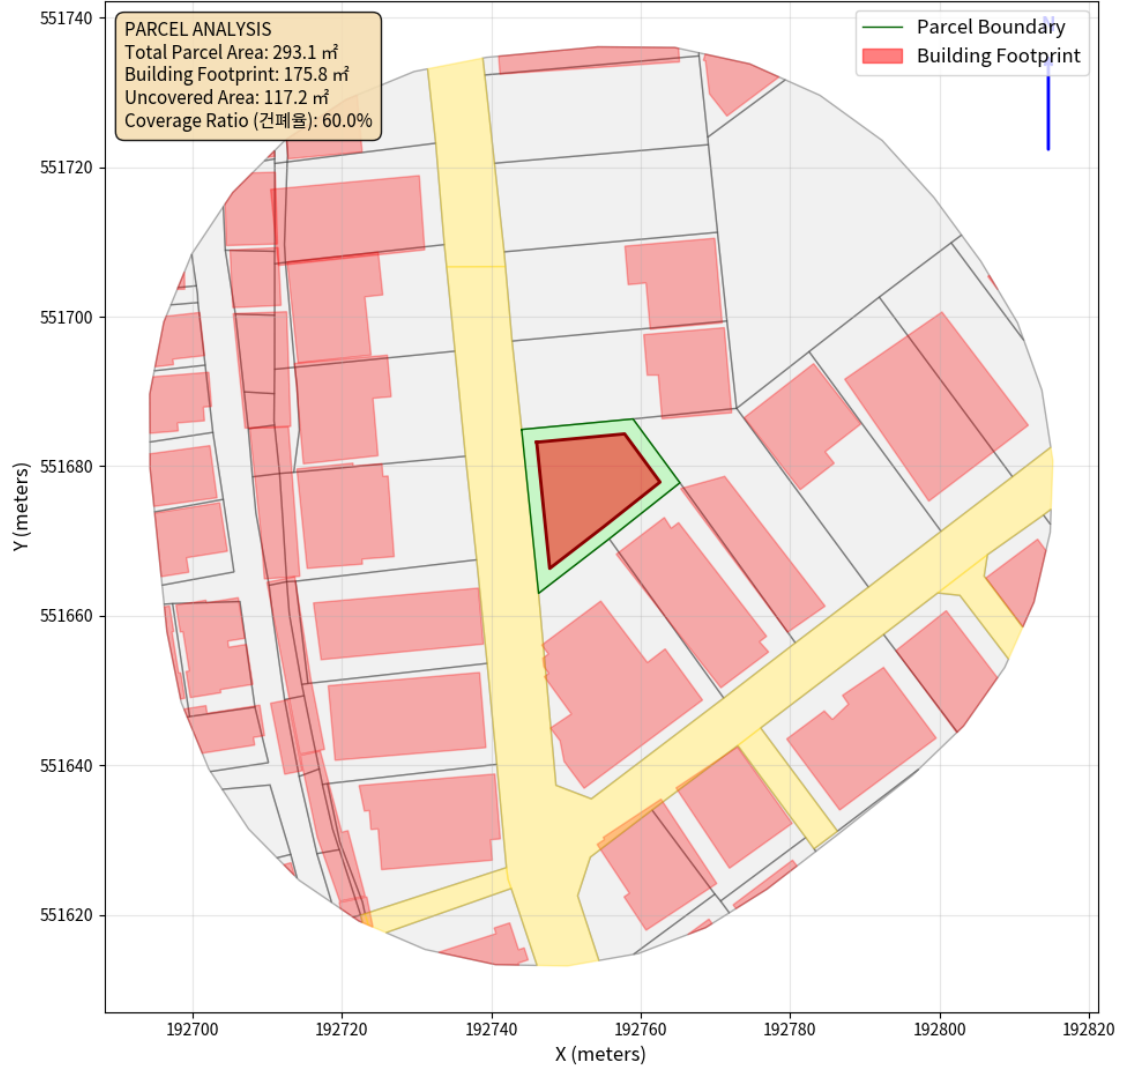 PARCEL ANALYSIS
Total Parcel Area: 293.1 ㎡
Building Footprint: 175.8 ㎡
Uncovered Area: 117.2 ㎡
Coverage Ratio (건폐율): 60.0%
Parcel Boundary
Building Footprint
N
551740
551720
551700
551680
551660
551640
551620
Y (meters)
192700
192720
192740
192760
192780
192800
192820
X (meters)